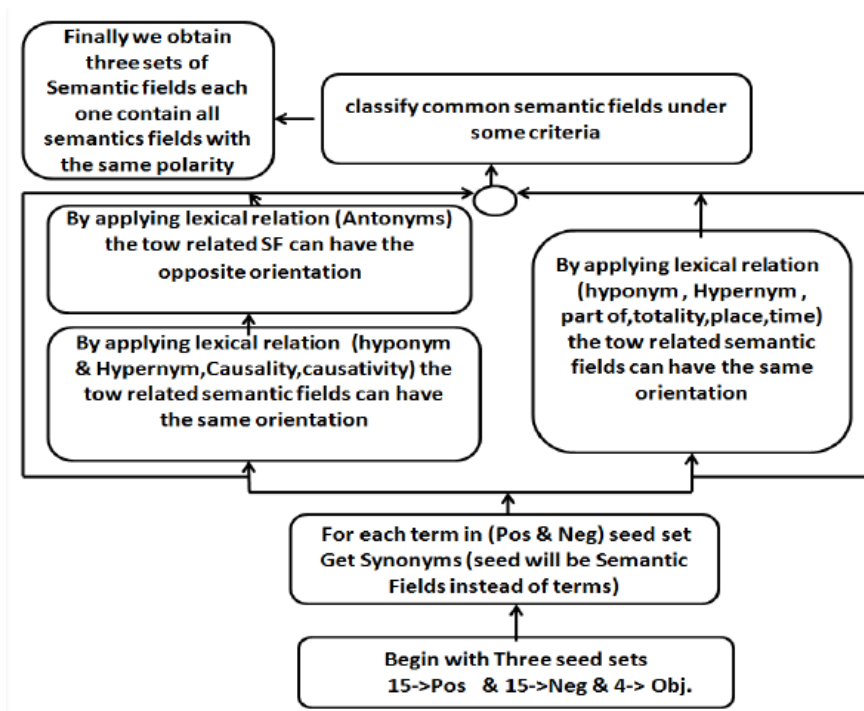 Finally we obtain
three sets of
Semantic fields each
one contain all
semantics fields with
the same polarity
classify common semantic fields under
some criteria
By applying lexical relation (Antonyms)
the tow related SF can have the
opposite orientation
By applying lexical relation (hyponym
& Hypernym,Causality,causativity) the
tow related semantic fields can have
the same orientation
By applying lexical relation
(hyponym , Hypernym ,
part of,totality,place,time)
the tow related semantic
fields can have the same
orientation
For each term in (Pos & Neg) seed set
Get Synonyms (seed will be Semantic
Fields instead of terms)
Begin with Three seed sets
15->Pos & 15->Neg & 4-> Obj.